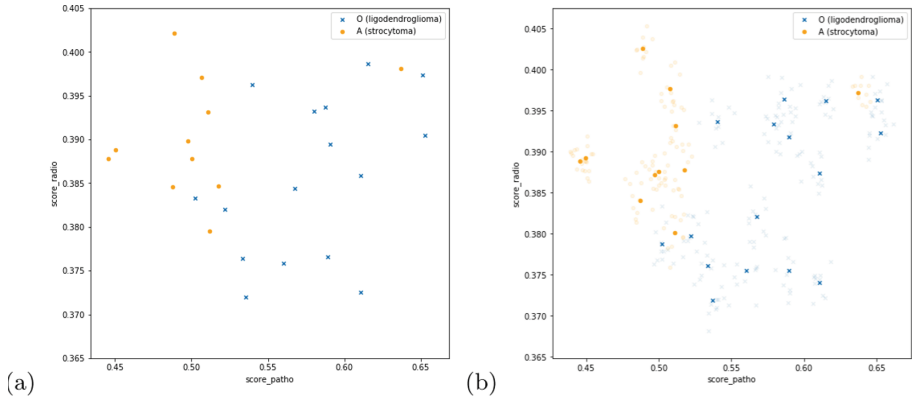 0.405
0.400
0.395
0.390
0.385
0.380
0.375
0.370
0.365
score_radio
0.45
0.50
0.55
0.60
0.65
score_patho
× O (ligodendroglioma)
● A (strocytoma)
(a)
0.405
0.400
0.395
0.390
0.385
0.380
0.375
0.370
0.365
score_radio
0.45
0.50
0.55
0.60
0.65
score_patho
× O (ligodendroglioma)
● A (strocytoma)
(b)